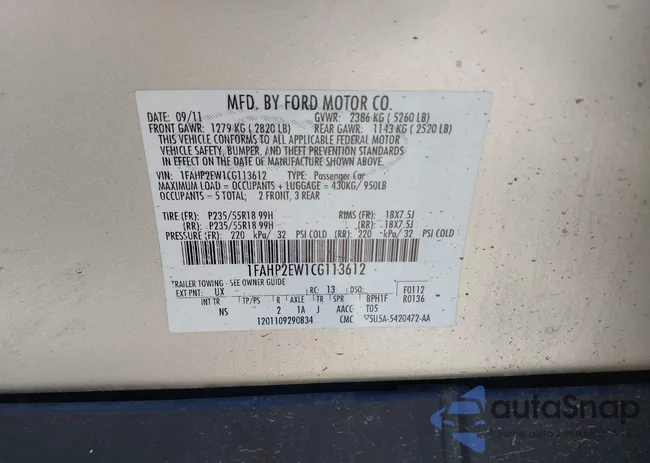 MFD. BY FORD MOTOR CO.
DATE: 09/11 GVWR: 2386 KG ( 5260 LB)
FRONT GAWR: 1279 KG ( 2820 LB) REAR GAWR: 1143 KG ( 2520 LB)
THIS VEHICLE CONFORMS TO ALL APPLICABLE FEDERAL MOTOR
VEHICLE SAFETY, BUMPER, AND THEFT PREVENTION STANDARDS
IN EFFECT ON THE DATE OF MANUFACTURE SHOWN ABOVE.
VIN: 1FAHP2EW1CG113612 TYPE: Passenger Car
MAXIMUM LOAD = OCCUPANTS + LUGGAGE = 430KG/ 950LB
OCCUPANTS = 5 TOTAL; 2 FRONT, 3 REAR
TIRE (FR): P235/55R18 99H RIMS (FR): 18X7.5J
(RR): P235/55R18 99H (RR): 18X7.5J
PRESSURE (FR): 220 kPa/ 32 PSI COLD (RR): 220 kPa/ 32 PSI COLD
1FAHP2EW1CG113612
TRAILER TOWING - SEE OWNER GUIDE
EXT PNT: UX RC: 13 DSO: F0112
INT TR TP/PS R AXLE TR SPR BPH1F R0136
NS 2 1A J AACC T05
1201109290834 CMC 5U5A-5420472-AA
autoSnap